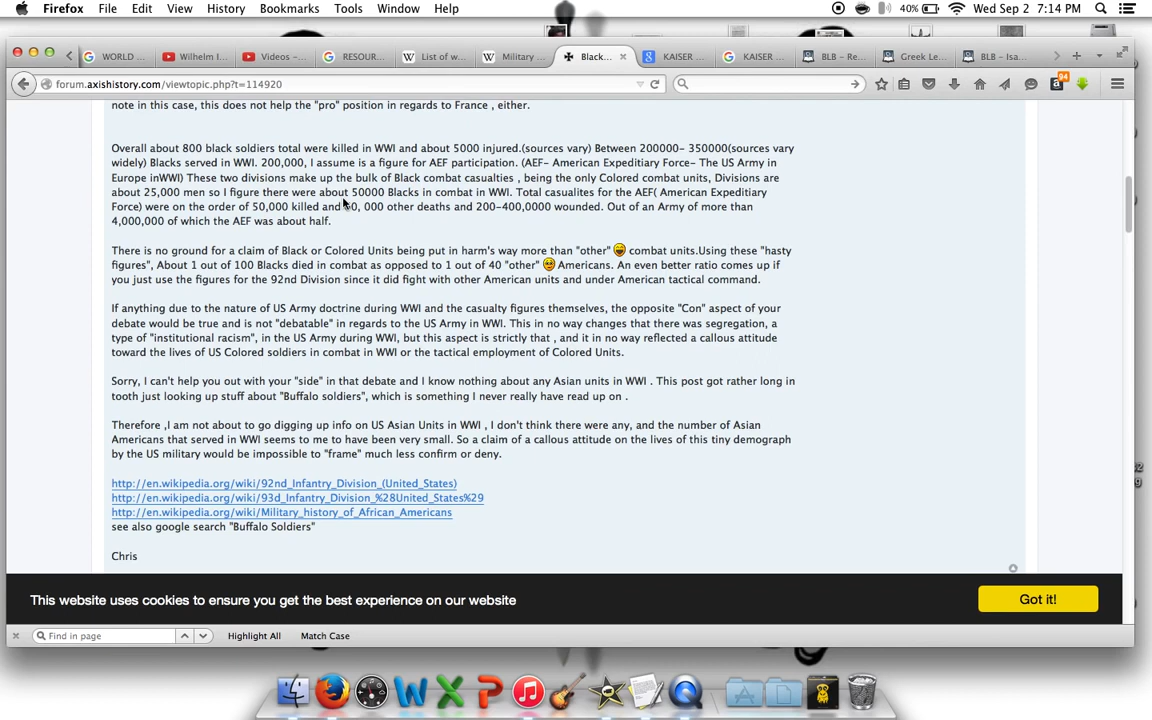 Firefox File Edit View History Bookmarks Tools Window Help 40% Wed Sep 2 7:14 PM
WORLD ... Wilhelm I... Videos –... RESOUR... List of w... Military ... Black... KAISER ... KAISER ... BLB – Re... Greek Le... BLB – Isa...
forum.axishistory.com/viewtopic.php?t=114920
94
note in this case, this does not help the "pro" position in regards to France , either.
Overall about 800 black soldiers total were killed in WWI and about 5000 injured.(sources vary) Between 200000- 350000(sources vary
widely) Blacks served in WWI. 200,000, I assume is a figure for AEF participation. (AEF- American Expeditiary Force- The US Army in
Europe inWWI) These two divisions make up the bulk of Black combat casualties , being the only Colored combat units, Divisions are
about 25,000 men so I figure there were about 50000 Blacks in combat in WWI. Total casualites for the AEF( American Expeditiary
Force) were on the order of 50,000 killed and 0, 000 other deaths and 200-400,0000 wounded. Out of an Army of more than
4,000,000 of which the AEF was about half.
There is no ground for a claim of Black or Colored Units being put in harm's way more than "other" combat units.Using these "hasty
figures", About 1 out of 100 Blacks died in combat as opposed to 1 out of 40 "other" Americans. An even better ratio comes up if
you just use the figures for the 92nd Division since it did fight with other American units and under American tactical command.
If anything due to the nature of US Army doctrine during WWI and the casualty figures themselves, the opposite "Con" aspect of your
debate would be true and is not "debatable" in regards to the US Army in WWI. This in no way changes that there was segregation, a
type of "institutional racism", in the US Army during WWI, but this aspect is strictly that , and it in no way reflected a callous attitude
toward the lives of US Colored soldiers in combat in WWI or the tactical employment of Colored Units.
Sorry, I can't help you out with your "side" in that debate and I know nothing about any Asian units in WWI . This post got rather long in
tooth just looking up stuff about "Buffalo soldiers", which is something I never really have read up on .
Therefore ,I am not about to go digging up info on US Asian Units in WWI , I don't think there were any, and the number of Asian
Americans that served in WWI seems to me to have been very small. So a claim of a callous attitude on the lives of this tiny demograph
by the US military would be impossible to "frame" much less confirm or deny.
http://en.wikipedia.org/wiki/92nd_Infantry_Division_(United_States)
http://en.wikipedia.org/wiki/93d_Infantry_Division_%28United_States%29
http://en.wikipedia.org/wiki/Military_history_of_African_Americans
see also google search "Buffalo Soldiers"
Chris
This website uses cookies to ensure you get the best experience on our website Got it!
Find in page Highlight All Match Case